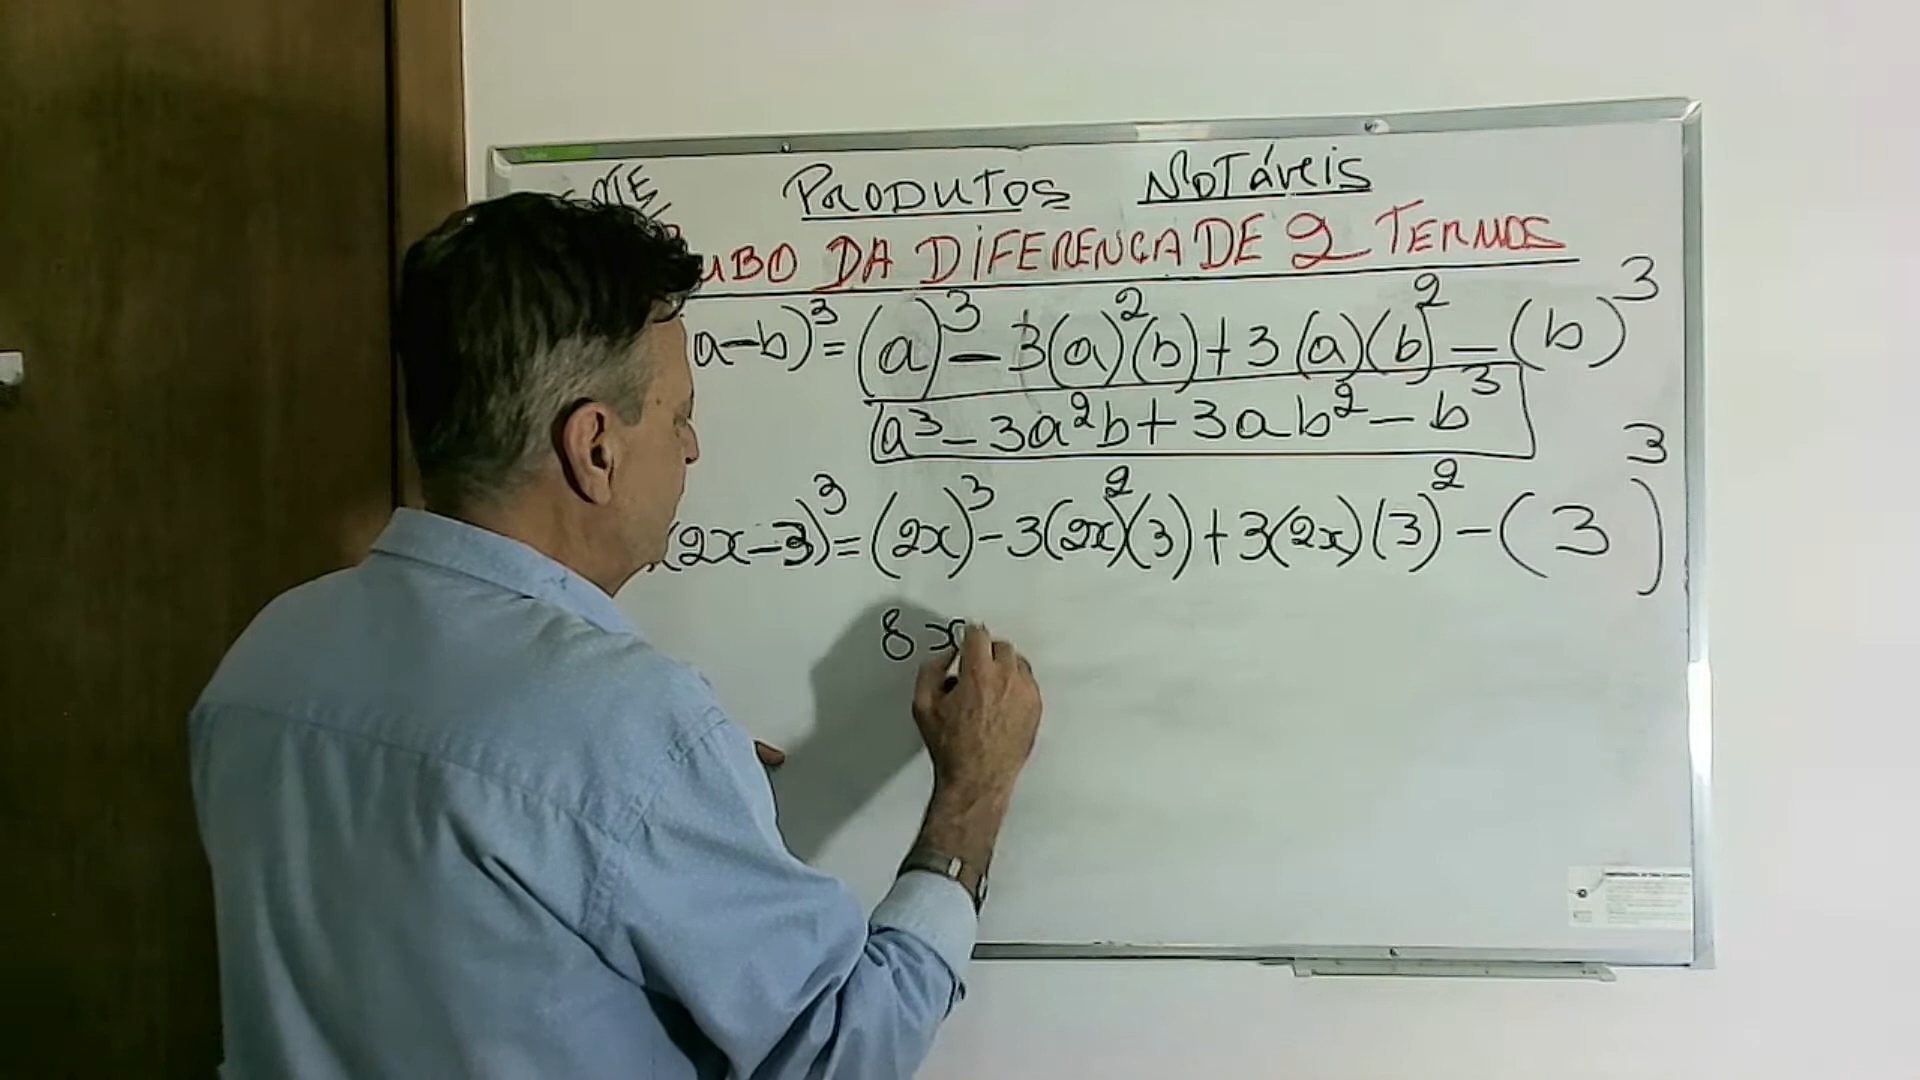 PRODUTOS NOTÁVEIS
UBO DA DIFERENÇA DE 2 TERMOS
(a-b)³ = (a)³ - 3(a)²(b) + 3(a)(b)² - (b)³
a³ - 3a²b + 3ab² - b³
(2x-3)³ = (2x)³ - 3(2x)²(3) + 3(2x)(3)² - (3)³
8x